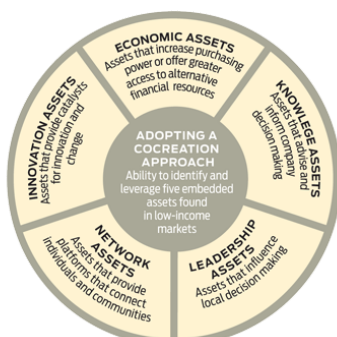 ECONOMIC ASSETS
Assets that increase purchasing
power or offer greater
access to alternative
financial resources
KNOWLEGE ASSETS
Assets that advise and
inform company
decision making
LEADERSHIP
ASSETS
Assets that influence
local decision making
NETWORK
ASSETS
Assets that provide
platforms that connect
individuals and communities
INNOVATION ASSETS
Assets that provide catalysts
for innovation and
change
ADOPTING A
COCREATION
APPROACH
Ability to identify and
leverage five embedded
assets found
in low-income
markets